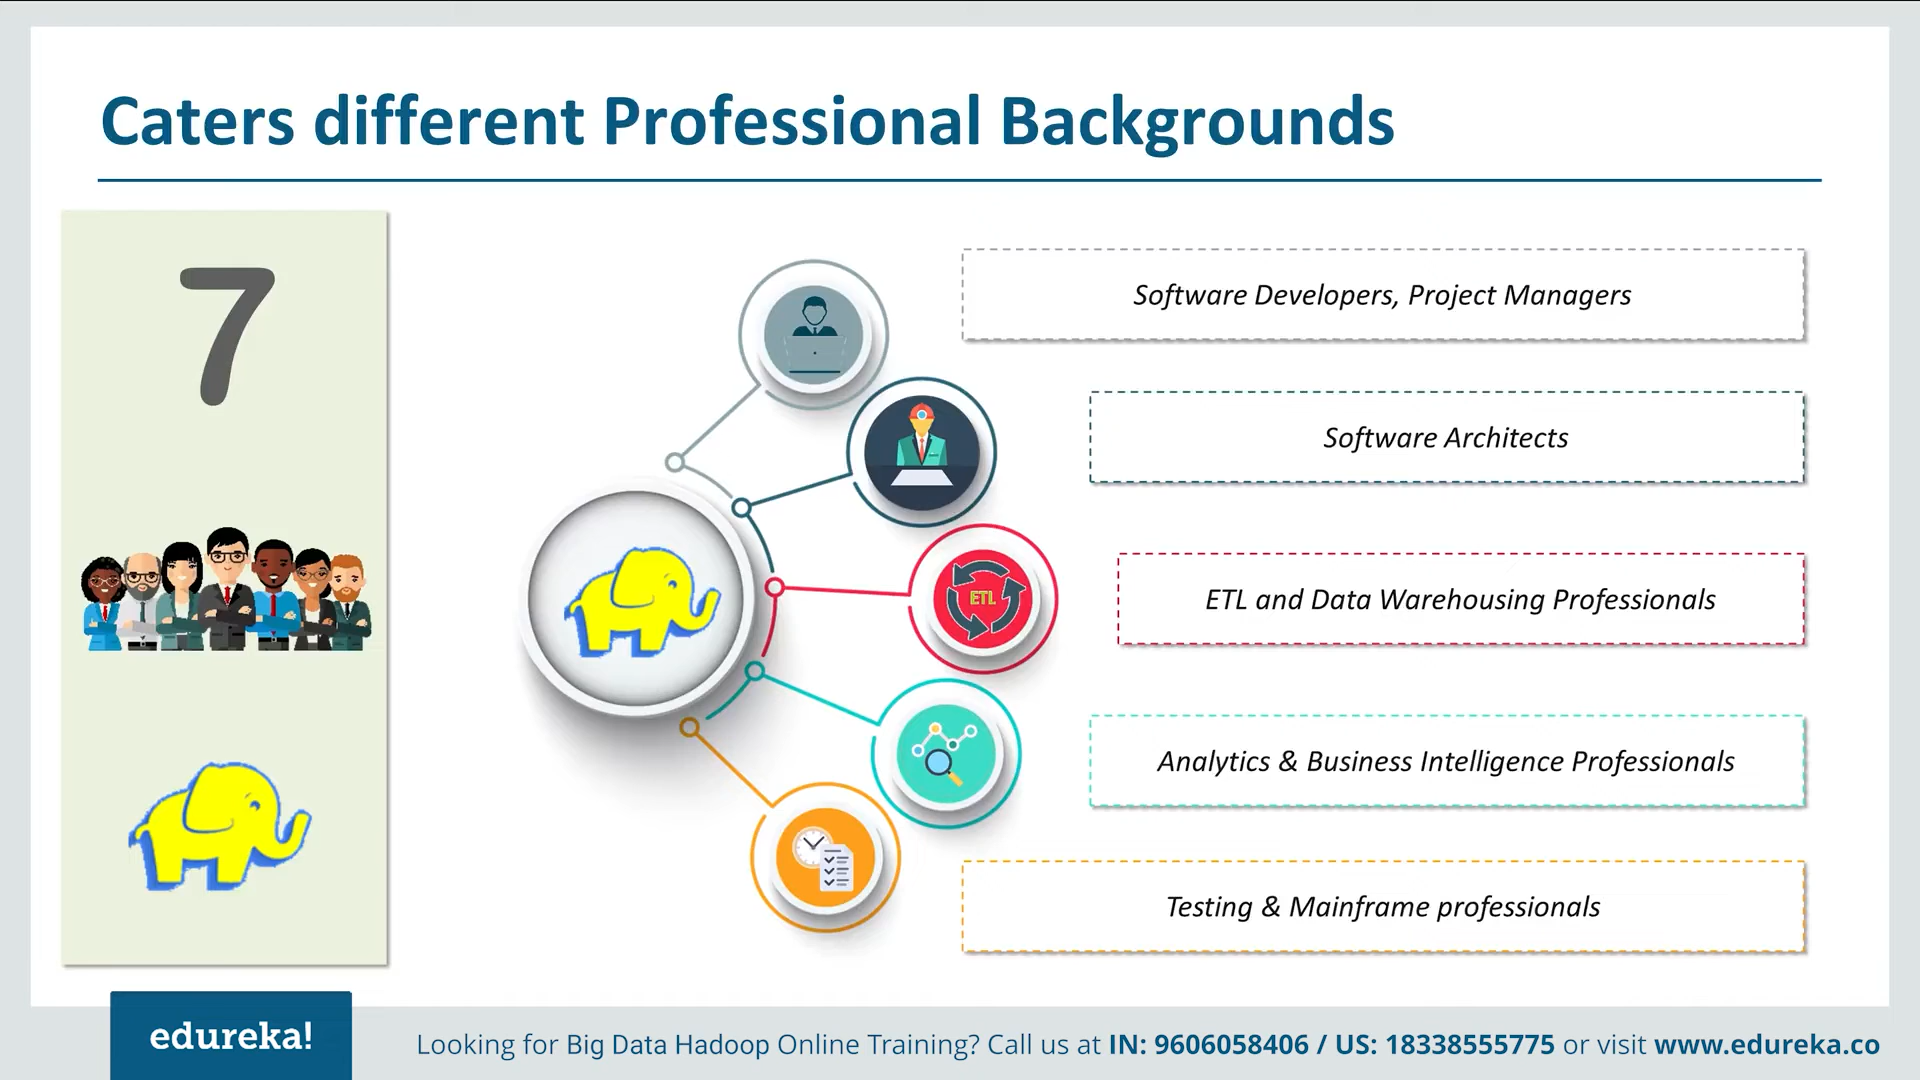 Caters different Professional Backgrounds
7
Software Developers, Project Managers
Software Architects
ETL
ETL and Data Warehousing Professionals
Analytics & Business Intelligence Professionals
Testing & Mainframe professionals
edureka!
Looking for Big Data Hadoop Online Training? Call us at IN: 9606058406 / US: 18338555775 or visit www.edureka.co